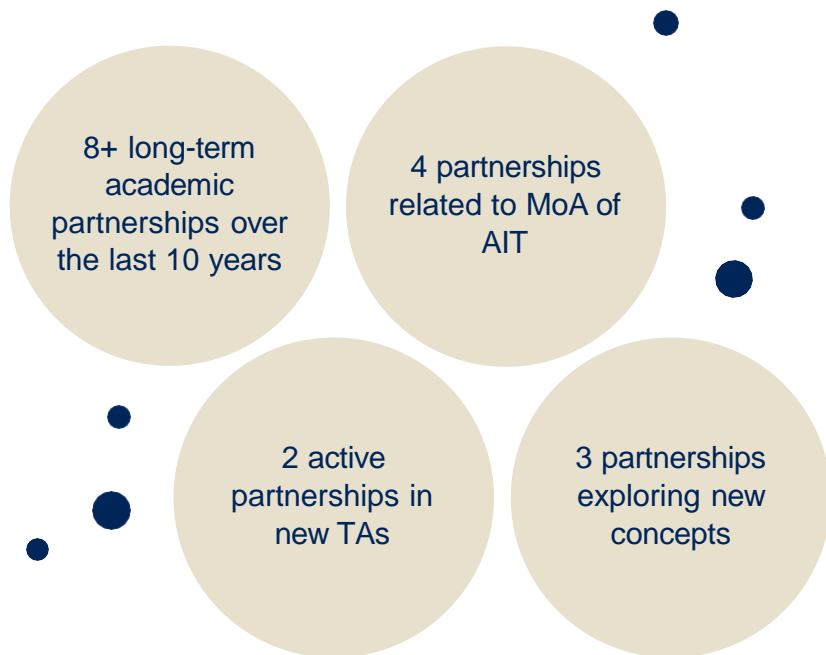 8+ long-term
academic
partnerships over
the last 10 years
4 partnerships
related to MoA of
AIT
2 active
partnerships in
new TAs
3 partnerships
exploring new
concepts